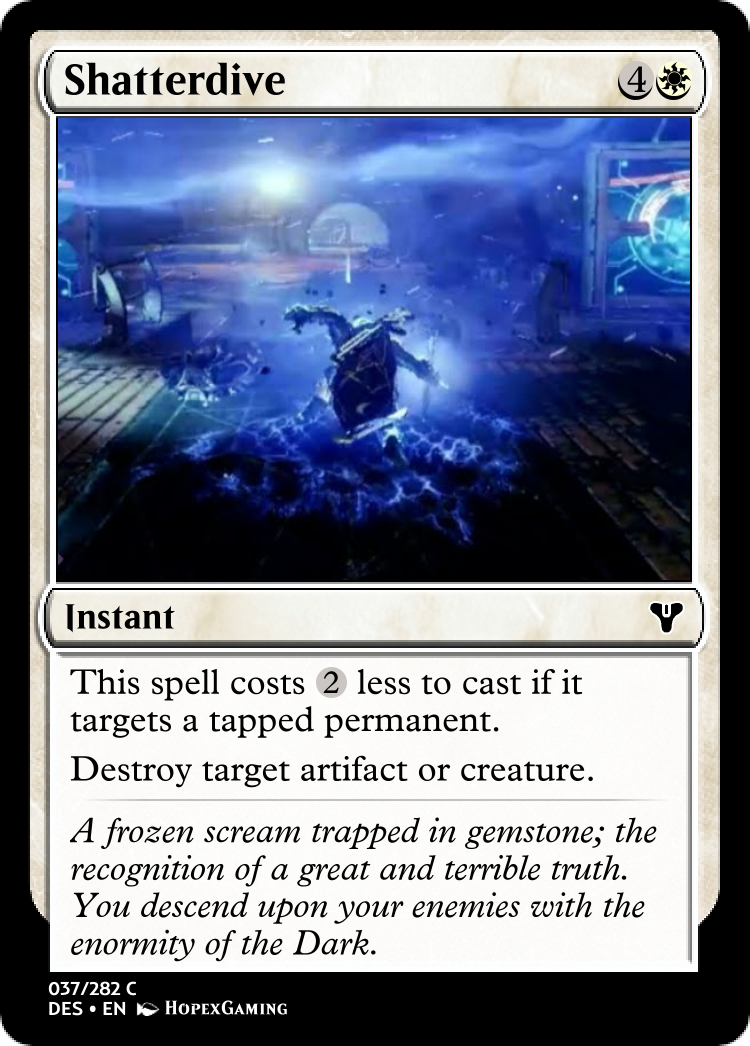 Shatterdive 4
Instant
This spell costs 2 less to cast if it
targets a tapped permanent.
Destroy target artifact or creature.
A frozen scream trapped in gemstone; the
recognition of a great and terrible truth.
You descend upon your enemies with the
enormity of the Dark.
037/282 C
DES • EN HopexGaming